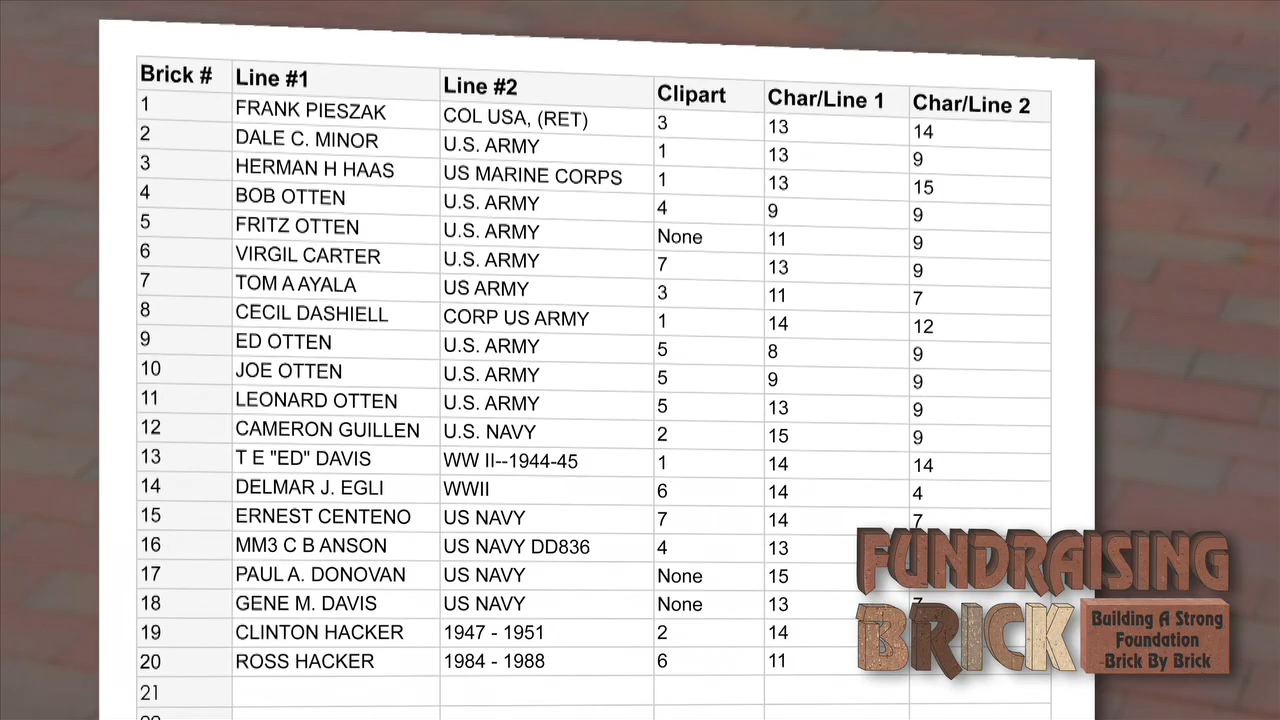 Brick # Line #1 Line #2 Clipart Char/Line 1 Char/Line 2
1 FRANK PIESZAK COL USA, (RET) 3 13 14
2 DALE C. MINOR U.S. ARMY 1 13 9
3 HERMAN H HAAS US MARINE CORPS 1 13 15
4 BOB OTTEN U.S. ARMY 4 9 9
5 FRITZ OTTEN U.S. ARMY None 11 9
6 VIRGIL CARTER U.S. ARMY 7 13 9
7 TOM A AYALA US ARMY 3 11 7
8 CECIL DASHIELL CORP US ARMY 1 14 12
9 ED OTTEN U.S. ARMY 5 8 9
10 JOE OTTEN U.S. ARMY 5 9 9
11 LEONARD OTTEN U.S. ARMY 5 13 9
12 CAMERON GUILLEN U.S. NAVY 2 15 9
13 T E "ED" DAVIS WW II--1944-45 1 14 14
14 DELMAR J. EGLI WWII 6 14 4
15 ERNEST CENTENO US NAVY 7 14 7
16 MM3 C B ANSON US NAVY DD836 4 13
17 PAUL A. DONOVAN US NAVY None 15
18 GENE M. DAVIS US NAVY None 13
19 CLINTON HACKER 1947 - 1951 2 14
20 ROSS HACKER 1984 - 1988 6 11
21
FUNDRAISING
BRICK
Building A Strong
Foundation
-Brick By Brick